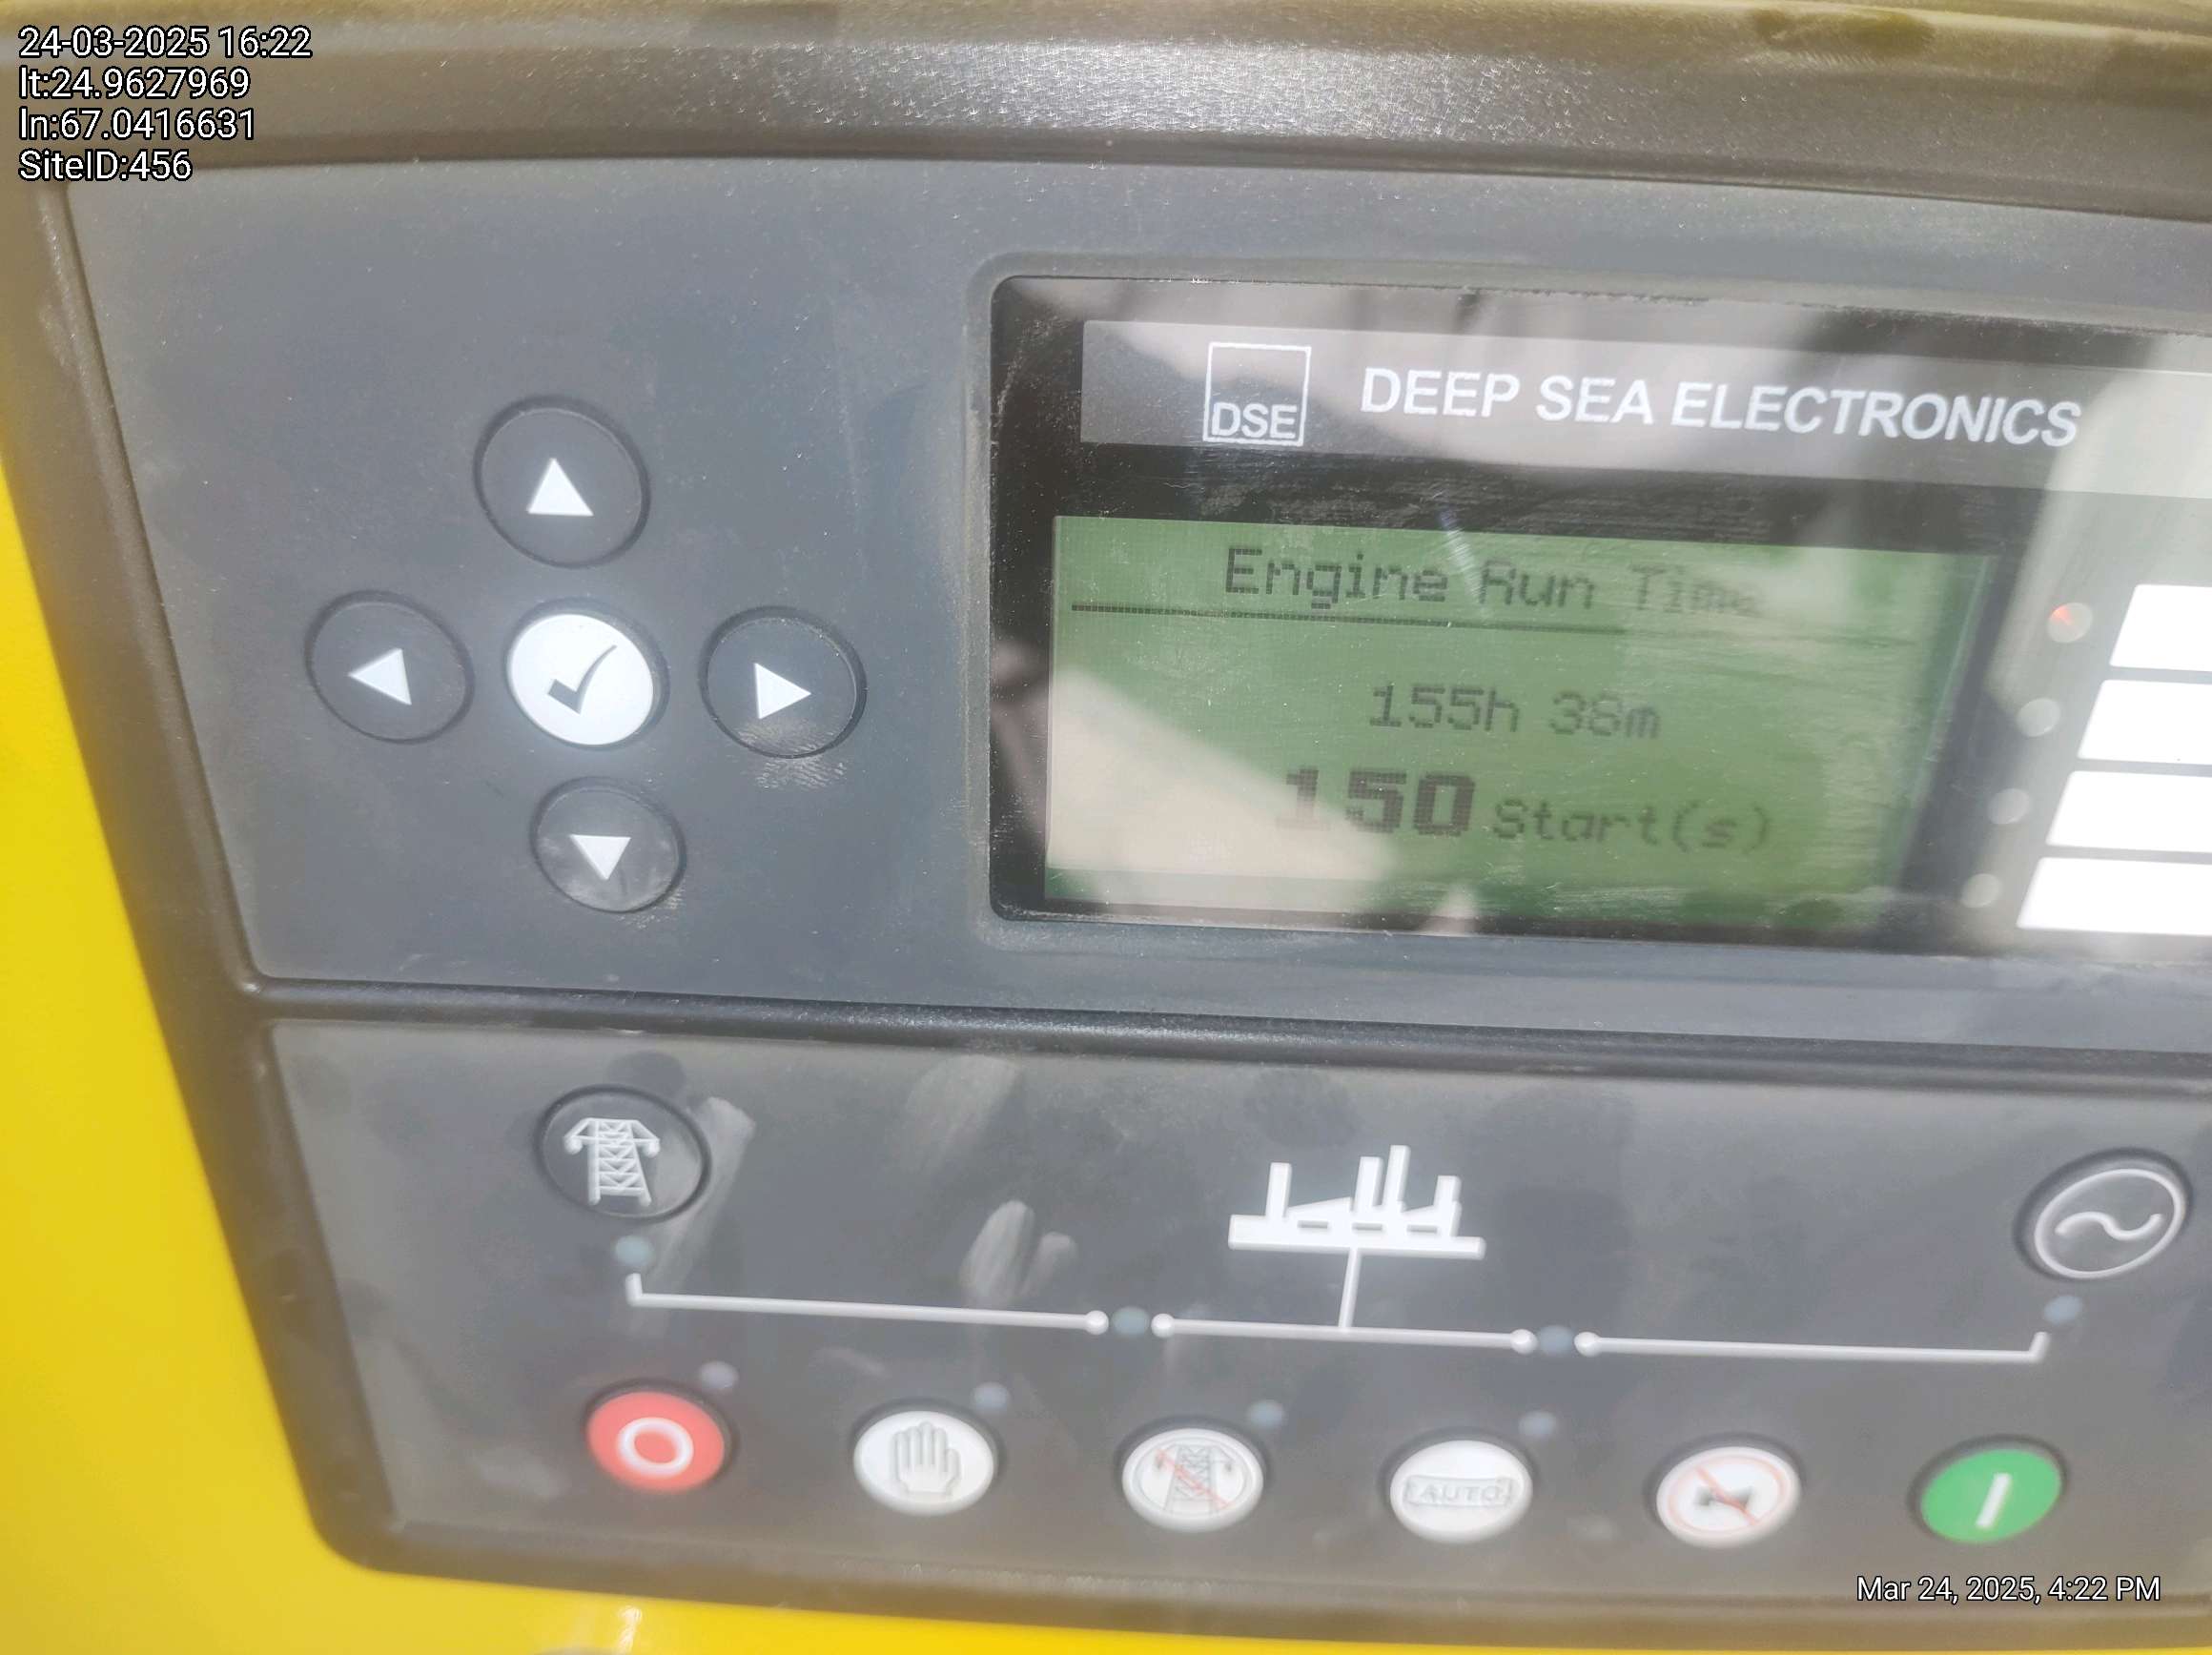 24-03-2025 16:22
lt:24.9627969
ln:67.0416631
SiteID:456
DSE DEEP SEA ELECTRONICS
Engine Run Time
155h 38m
150 Start(s)
AUTO
Mar 24, 2025, 4:22 PM